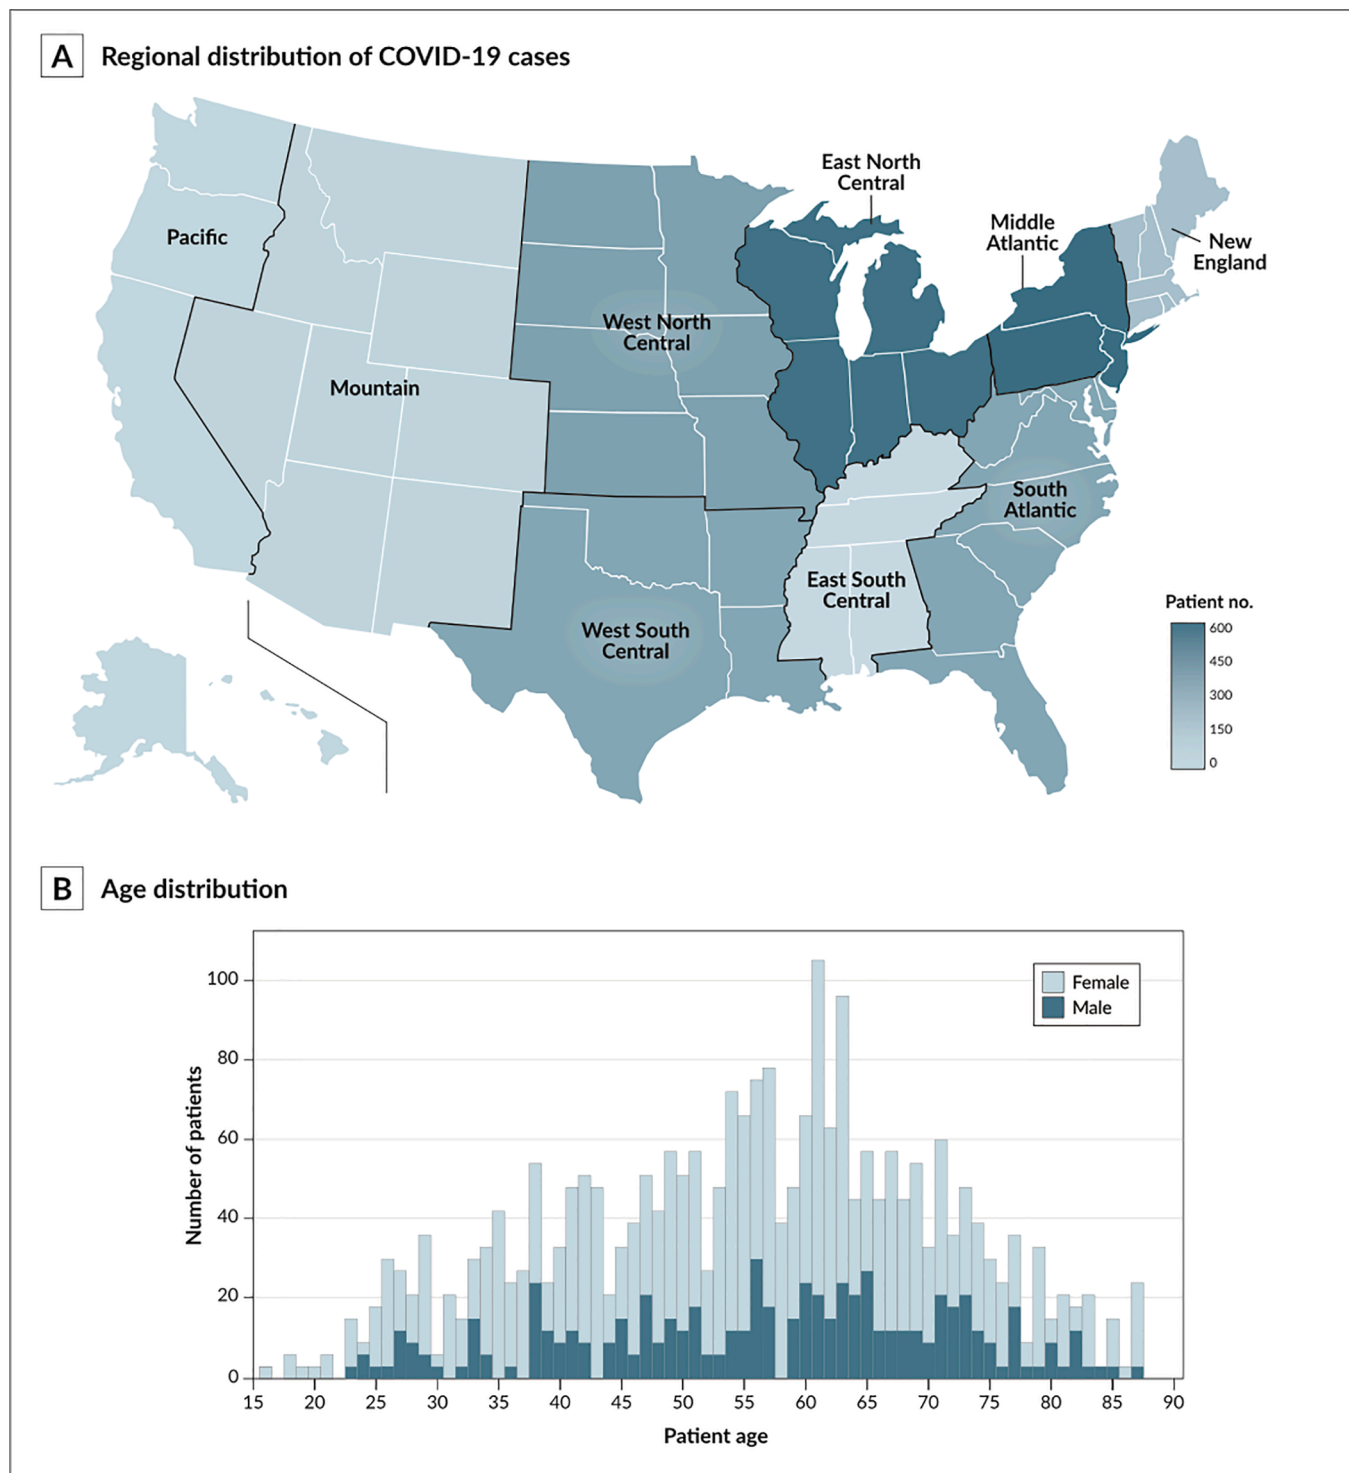 A Regional distribution of COVID-19 cases
East North
Central
Middle
Atlantic
New
England
Pacific
West North
Central
Mountain
South
Atlantic
East South
Central
West South
Central
Patient no.
600
450
300
150
0
B Age distribution
Number of patients
100
80
60
40
20
0
Female
Male
15 20 25 30 35 40 45 50 55 60 65 70 75 80 85 90
Patient age